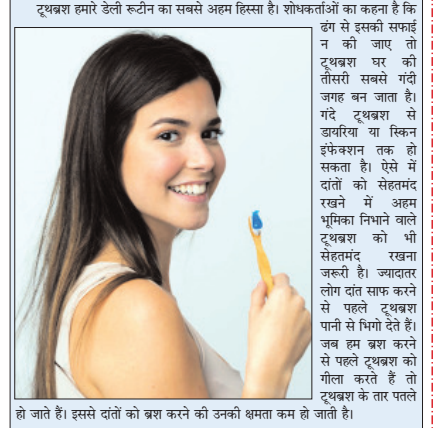 टूथब्रश हमारे डेली रूटीन का सबसे अहम हिस्सा है। शोधकर्ताओं का कहना है कि
ढंग से इसकी सफाई
न की जाए तो
टूथब्रश घर की
तीसरी सबसे गंदी
जगह बन जाता है।
गंदे टूथब्रश से
डायरिया या स्किन
इंफेक्शन तक हो
सकता है। ऐसे में
दांतों को सेहतमंद
रखने में अहम
भूमिका निभाने वाले
टूथब्रश को भी
सेहतमंद रखना
जरूरी है। ज्यादातर
लोग दांत साफ करने
से पहले टूथब्रश
पानी से भिगो देते हैं।
जब हम ब्रश करने
से पहले टूथब्रश को
गीला करते हैं तो
टूथब्रश के तार पतले
हो जाते हैं। इससे दांतों को ब्रश करने की उनकी क्षमता कम हो जाती है।